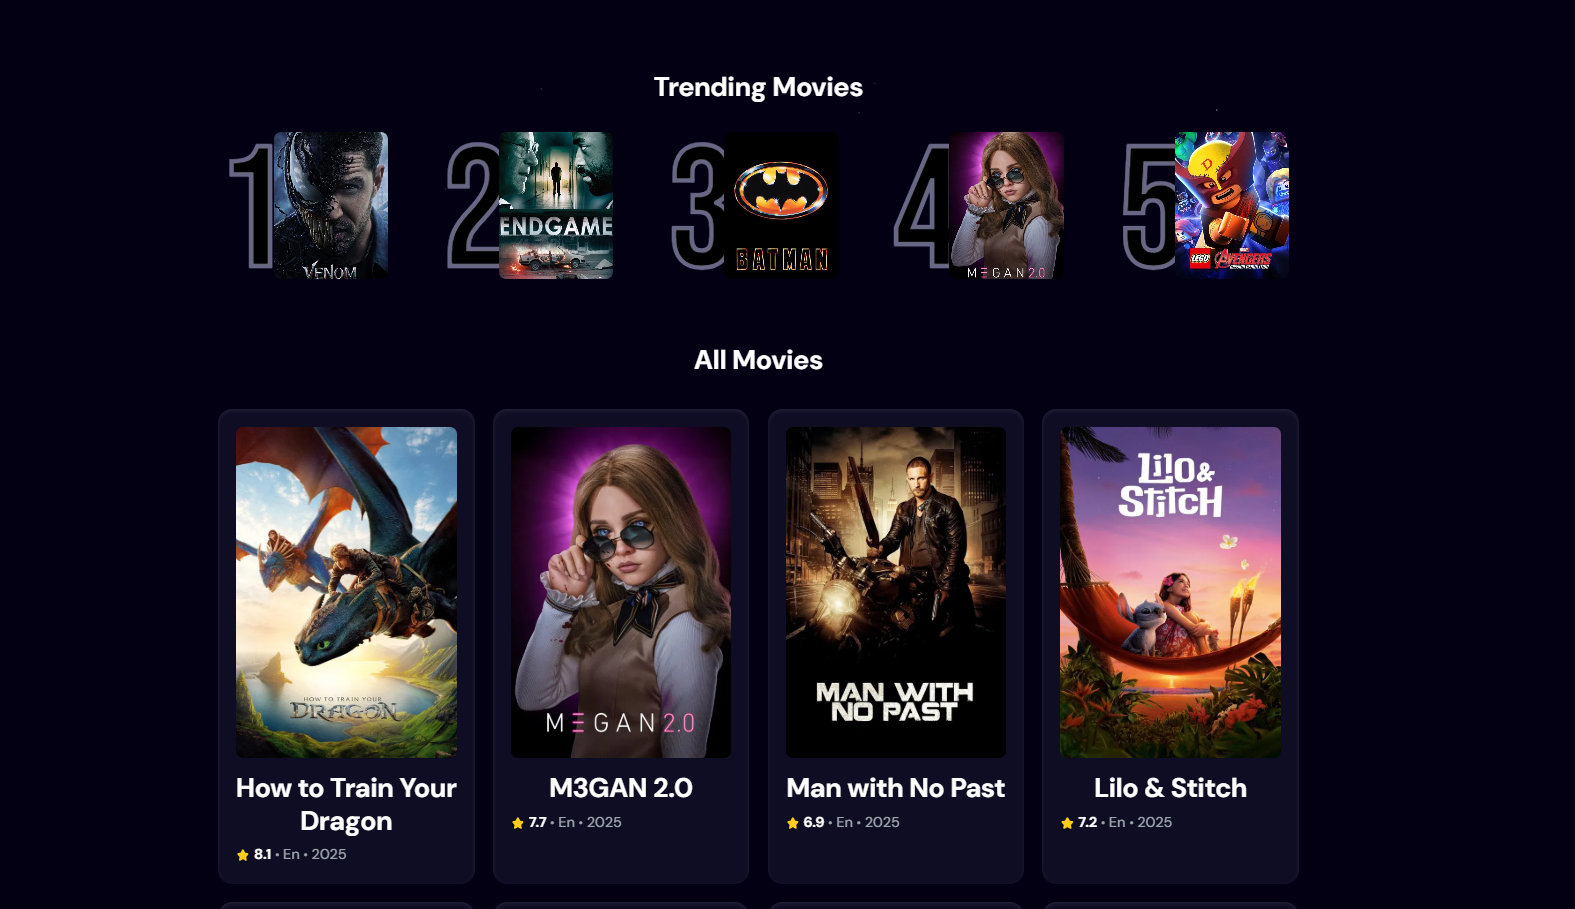 Trending Movies
1
VENOM
2
ENDGAME
3
BATMAN
4
M3GAN 2.0
5
LEGO
MARVEL
AVENGERS
All Movies
HOW TO TRAIN YOUR
DRAGON
How to Train Your
Dragon
8.1 • En • 2025
MΞGAN 2.0
M3GAN 2.0
7.7 • En • 2025
MAN WITH
NO PAST
Man with No Past
6.9 • En • 2025
Lilo &
Stitch
Lilo & Stitch
7.2 • En • 2025